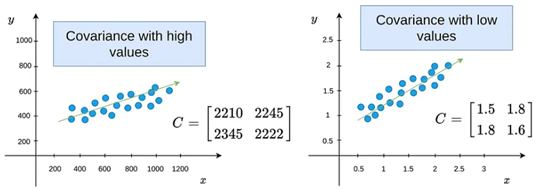 y
Covariance with high
values
1000
800
600
400
200
200 400 600 800 1000 1200
x
C = [2210 2245
2345 2222]
y
Covariance with low
values
2.5
2
1.5
1
0.5
0.5 1 1.5 2 2.5 3
x
C = [1.5 1.8
1.8 1.6]